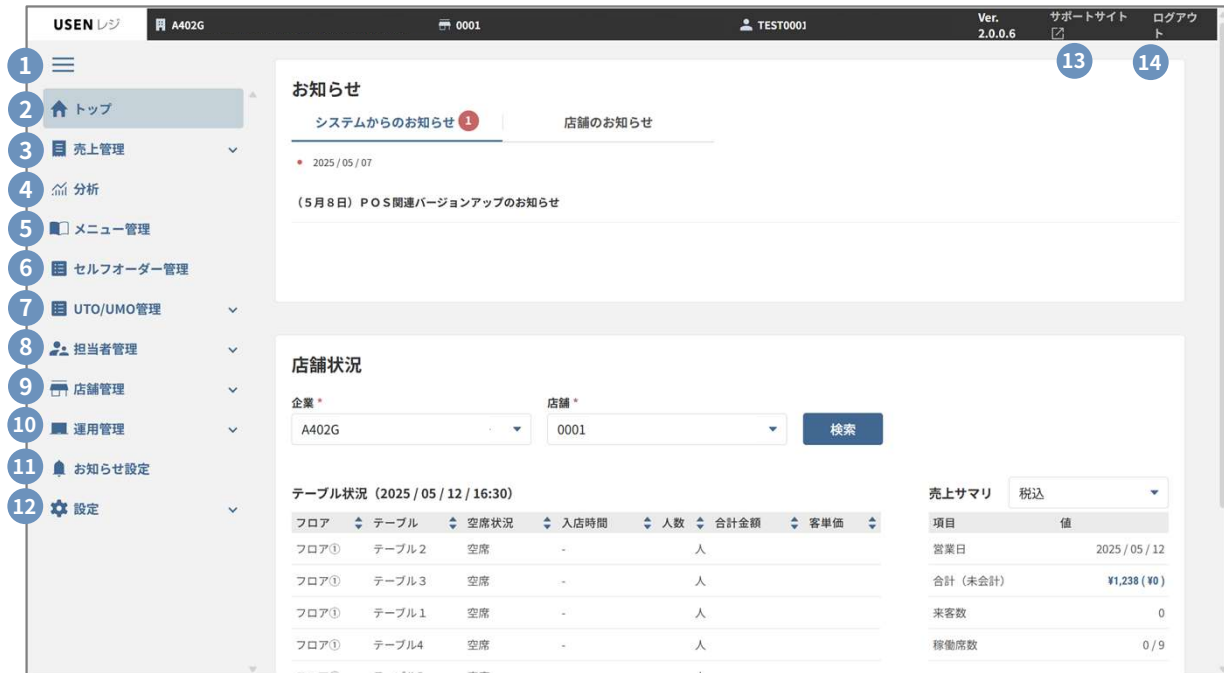 USEN レジ A402G 0001 TEST0001 Ver. 2.0.0.6 サポートサイト ログアウト
13 14
1
2 トップ
3 売上管理
4 分析
5 メニュー管理
6 セルフオーダー管理
7 UTO/UMO管理
8 担当者管理
9 店舗管理
10 運用管理
11 お知らせ設定
12 設定
お知らせ
システムからのお知らせ 1 店舗のお知らせ
2025 / 05 / 07
（５月８日）ＰＯＳ関連バージョンアップのお知らせ
店舗状況
企業 * 店舗 *
A402G 0001 検索
テーブル状況（2025 / 05 / 12 / 16:30）
フロア テーブル 空席状況 入店時間 人数 合計金額 客単価
フロア① テーブル２ 空席 - 人
フロア① テーブル３ 空席 - 人
フロア① テーブル１ 空席 - 人
フロア① テーブル4 空席 - 人
売上サマリ 税込
項目 値
営業日 2025 / 05 / 12
合計（未会計） ¥1,238 ( ¥0 )
来客数 0
稼働席数 0 / 9